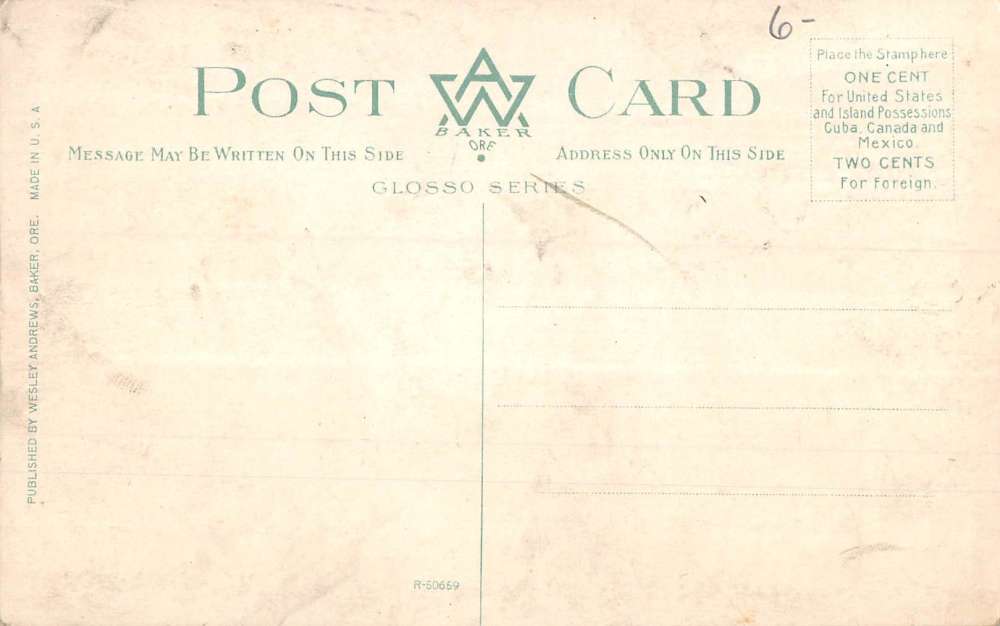 6-
POST CARD
AW
BAKER
ORE
MESSAGE MAY BE WRITTEN ON THIS SIDE
ADDRESS ONLY ON THIS SIDE
GLOSSO SERIES
Place the Stamp here
ONE CENT
For United States
and Island Possessions
Cuba, Canada and
Mexico.
TWO CENTS
For Foreign.
PUBLISHED BY WESLEY ANDREWS, BAKER, ORE. MADE IN U. S. A
R-50659